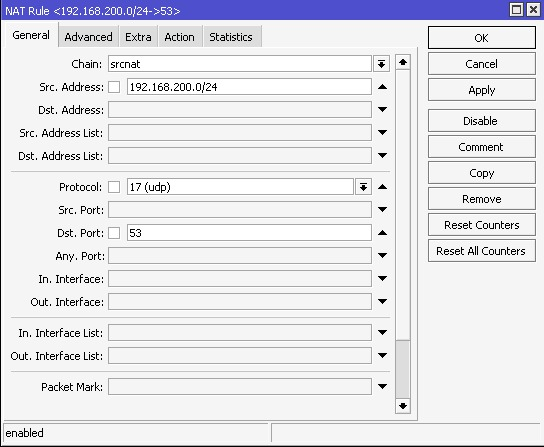 NAT Rule <192.168.200.0/24->53>
General Advanced Extra Action Statistics
Chain: srcnat
Src. Address: 192.168.200.0/24
Dst. Address:
Src. Address List:
Dst. Address List:
Protocol: 17 (udp)
Src. Port:
Dst. Port: 53
Any. Port:
In. Interface:
Out. Interface:
In. Interface List:
Out. Interface List:
Packet Mark:
OK
Cancel
Apply
Disable
Comment
Copy
Remove
Reset Counters
Reset All Counters
enabled